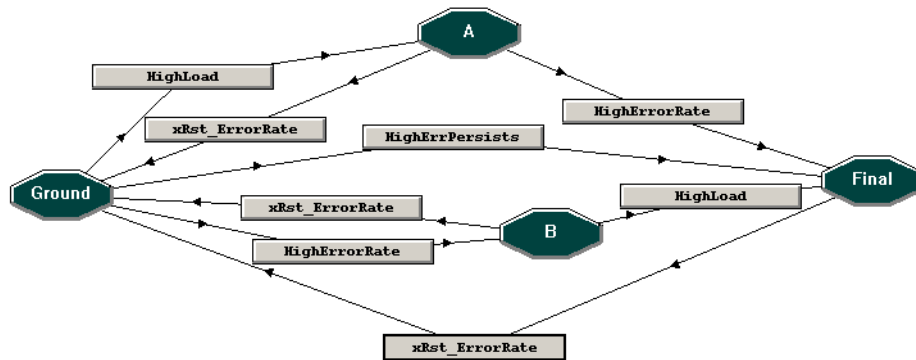 A
HighLoad
HighErrorRate
xRst_ErrorRate
HighErrPersists
Ground
Final
HighLoad
xRst_ErrorRate
B
HighErrorRate
xRst_ErrorRate